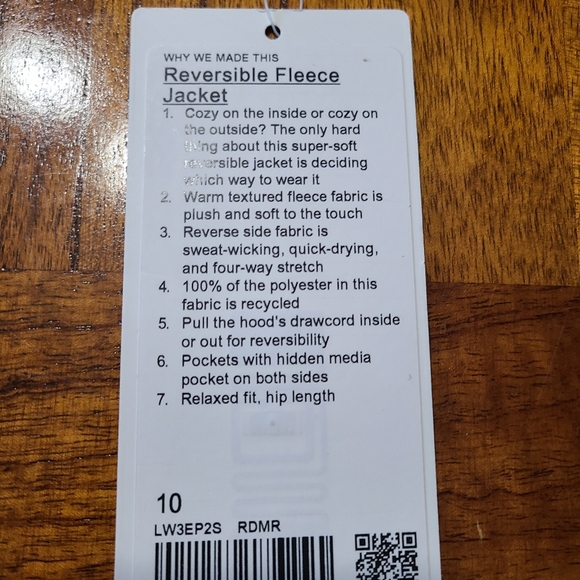 WHY WE MADE THIS
Reversible Fleece
Jacket
1. Cozy on the inside or cozy on
the outside? The only hard
thing about this super-soft
reversible jacket is deciding
which way to wear it
2. Warm textured fleece fabric is
plush and soft to the touch
3. Reverse side fabric is
sweat-wicking, quick-drying,
and four-way stretch
4. 100% of the polyester in this
fabric is recycled
5. Pull the hood's drawcord inside
or out for reversibility
6. Pockets with hidden media
pocket on both sides
7. Relaxed fit, hip length
10
LW3EP2S RDMR